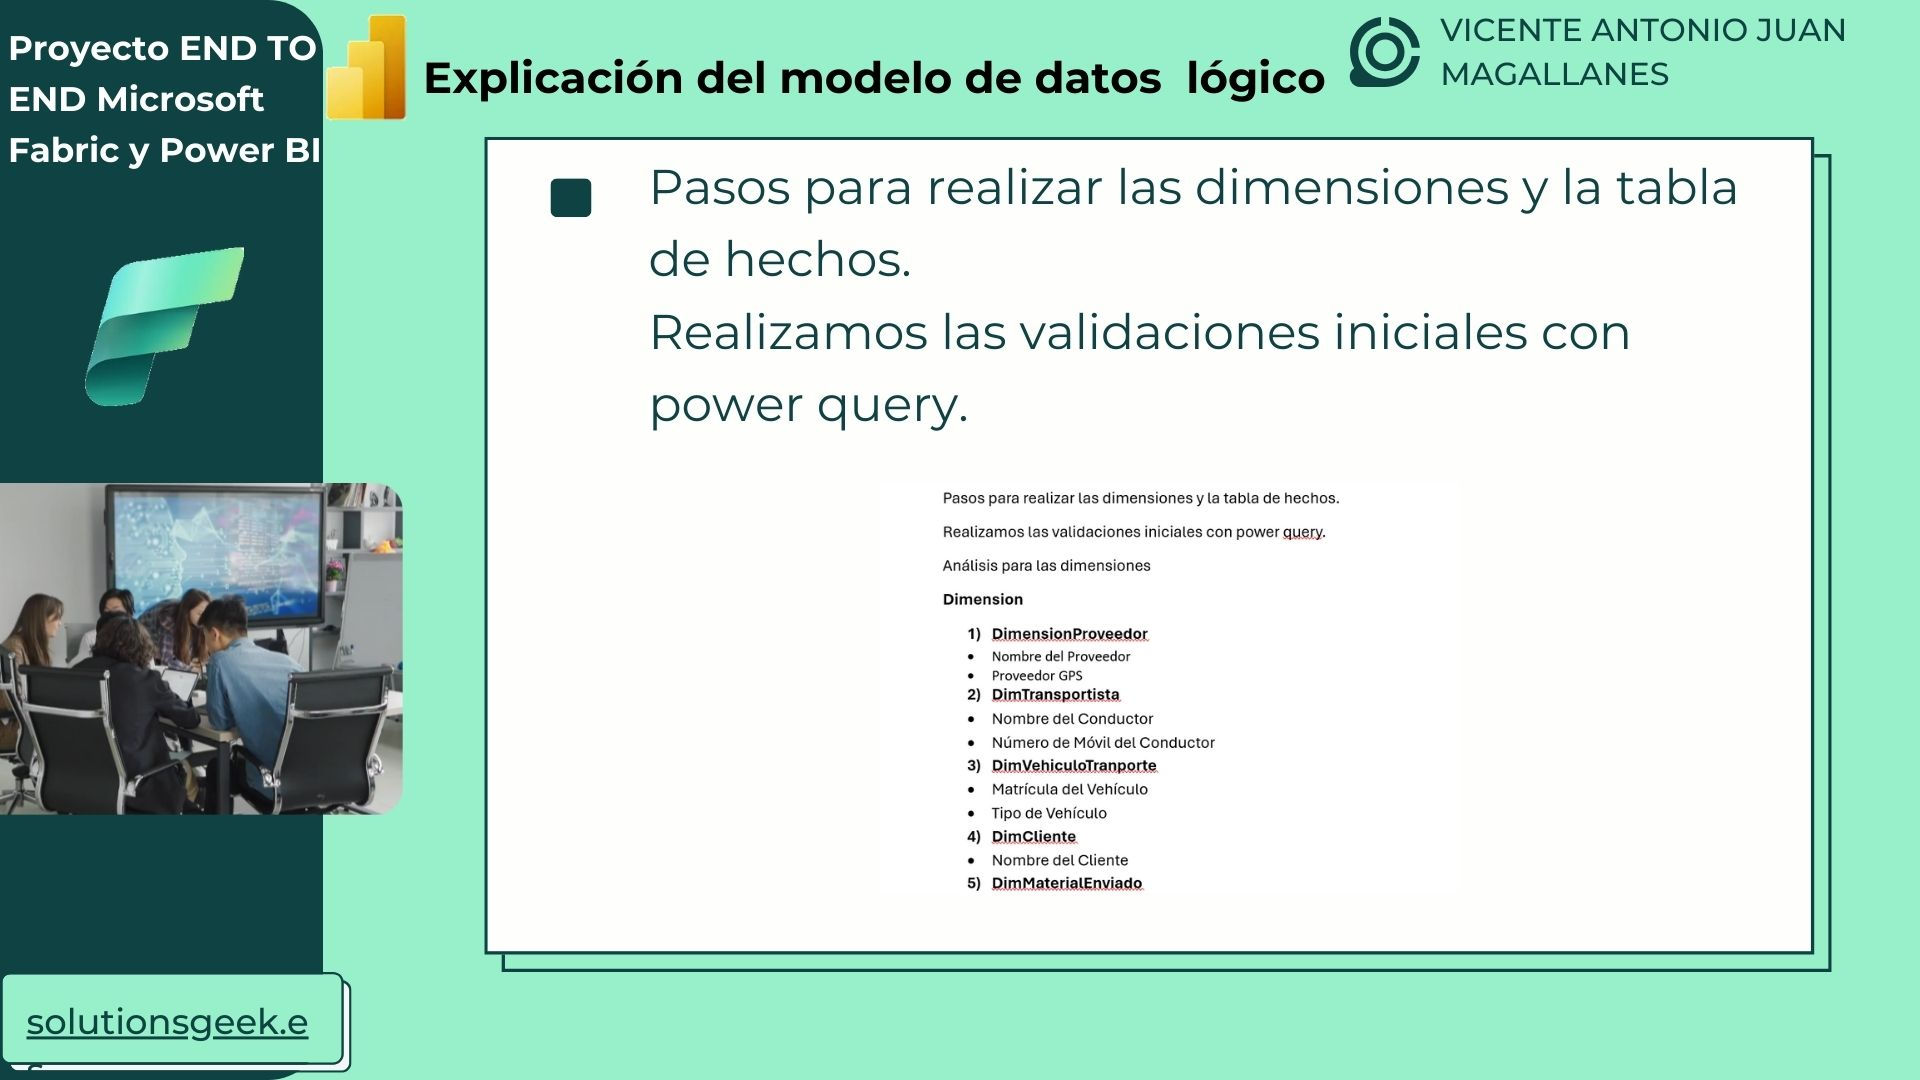 Proyecto END TO
END Microsoft
Fabric y Power BI
Explicación del modelo de datos  lógico
VICENTE ANTONIO JUAN
MAGALLANES
Pasos para realizar las dimensiones y la tabla
de hechos.
Realizamos las validaciones iniciales con
power query.
Pasos para realizar las dimensiones y la tabla de hechos.
Realizamos las validaciones iniciales con power query.
Análisis para las dimensiones
Dimension
1) DimensionProveedor
• Nombre del Proveedor
• Proveedor GPS
2) DimTransportista
• Nombre del Conductor
• Número de Móvil del Conductor
3) DimVehiculoTranporte
• Matrícula del Vehículo
• Tipo de Vehículo
4) DimCliente
• Nombre del Cliente
5) DimMaterialEnviado
solutionsgeek.e